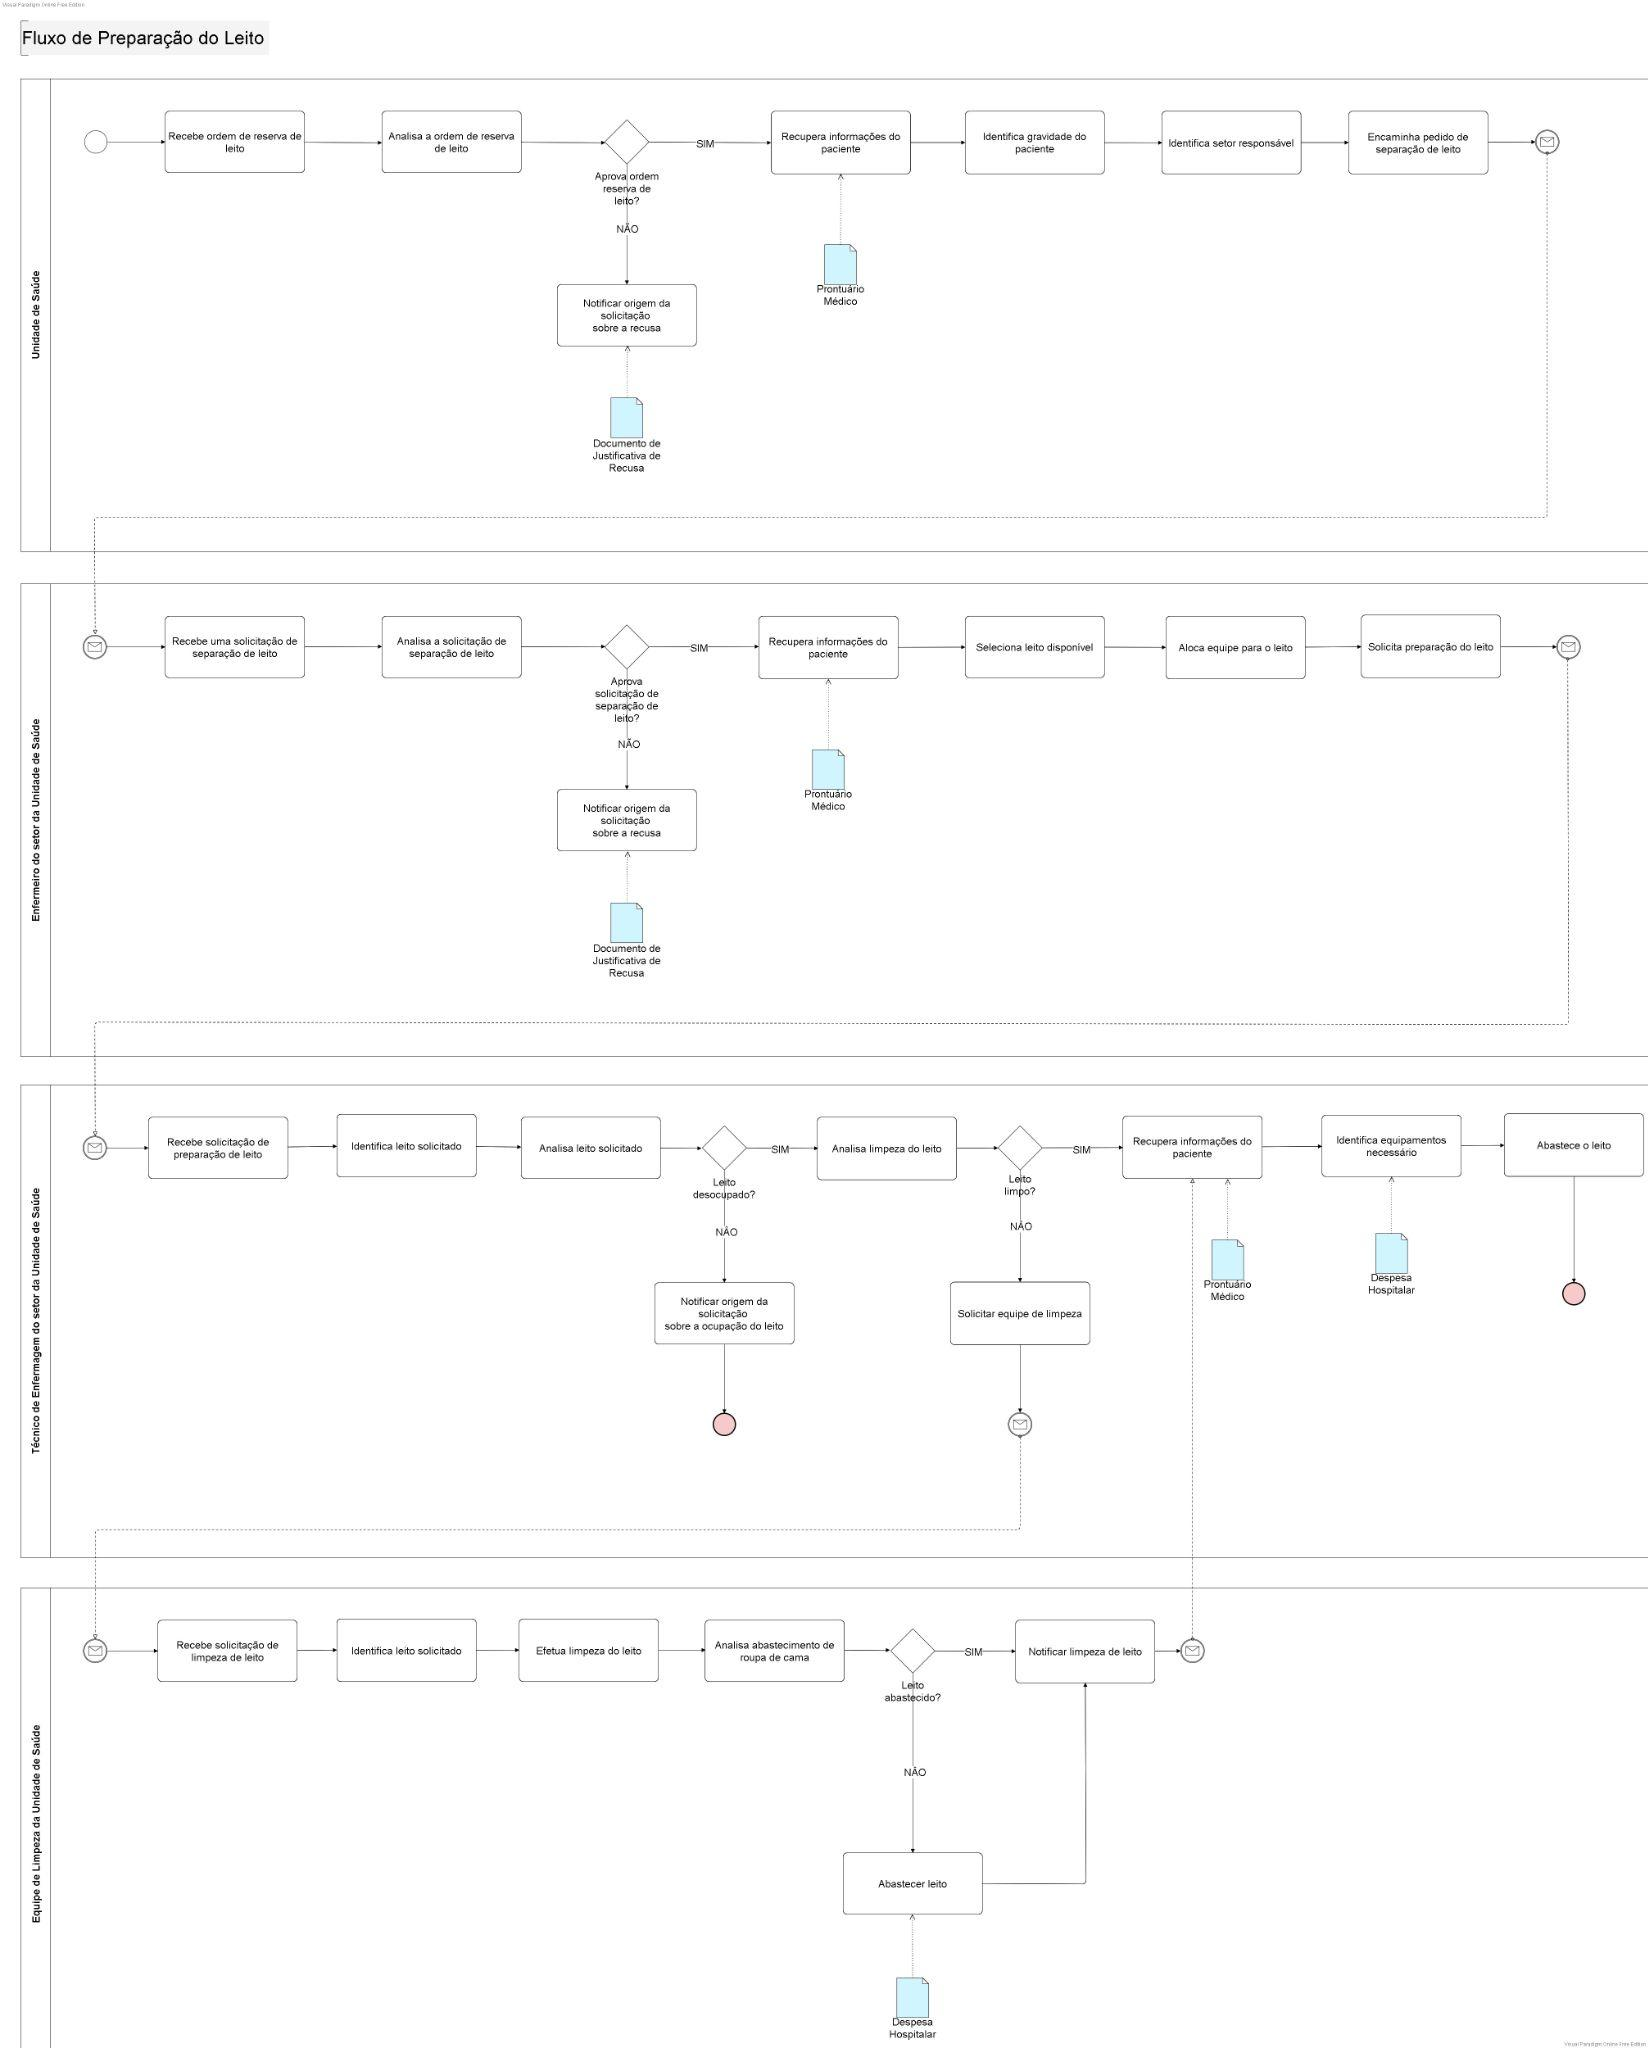 Visual Paradigm Online Free Edition
Fluxo de Preparação do Leito
Unidade de Saúde
Recebe ordem de reserva de
leito
Analisa a ordem de reserva
de leito
Aprova ordem
reserva de
leito?
SIM
NÃO
Notificar origem da
solicitação
sobre a recusa
Documento de
Justificativa de
Recusa
Recupera informações do
paciente
Prontuário
Médico
Identifica gravidade do
paciente
Identifica setor responsável
Encaminha pedido de
separação de leito
Enfermeiro do setor da Unidade de Saúde
Recebe uma solicitação de
separação de leito
Analisa a solicitação de
separação de leito
Aprova
solicitação de
separação de
leito?
SIM
NÃO
Notificar origem da
solicitação
sobre a recusa
Documento de
Justificativa de
Recusa
Recupera informações do
paciente
Prontuário
Médico
Seleciona leito disponível
Aloca equipe para o leito
Solicita preparação do leito
Técnico de Enfermagem do setor da Unidade de Saúde
Recebe solicitação de
preparação de leito
Identifica leito solicitado
Analisa leito solicitado
Leito
desocupado?
SIM
NÃO
Notificar origem da
solicitação
sobre a ocupação do leito
Analisa limpeza do leito
Leito
limpo?
SIM
NÃO
Solicitar equipe de limpeza
Recupera informações do
paciente
Prontuário
Médico
Identifica equipamentos
necessário
Despesa
Hospitalar
Abastece o leito
Equipe de Limpeza da Unidade de Saúde
Recebe solicitação de
limpeza de leito
Identifica leito solicitado
Efetua limpeza do leito
Analisa abastecimento de
roupa de cama
Leito
abastecido?
SIM
NÃO
Notificar limpeza de leito
Abastecer leito
Despesa
Hospitalar
Visual Paradigm Online Free Edition